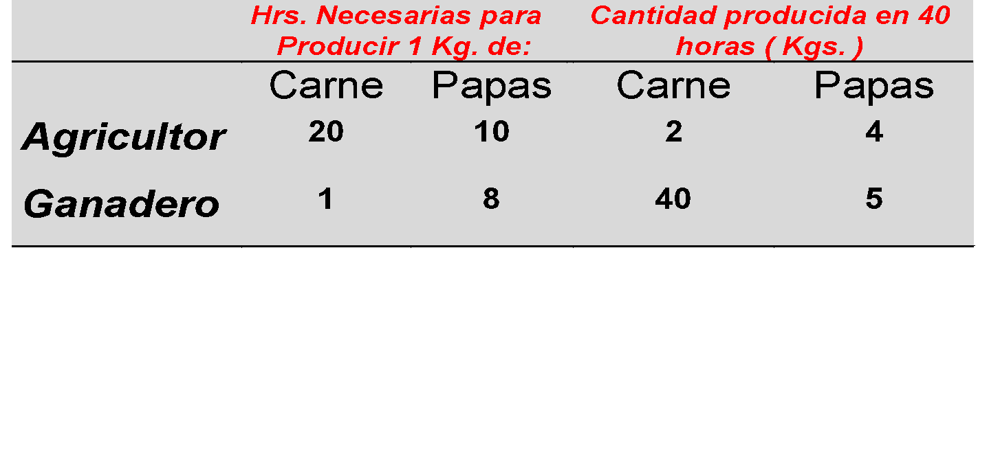 Hrs. Necesarias para Producir 1 Kg. de:
Cantidad producida en 40 horas ( Kgs. )
Carne Papas Carne Papas
Agricultor 20 10 2 4
Ganadero 1 8 40 5